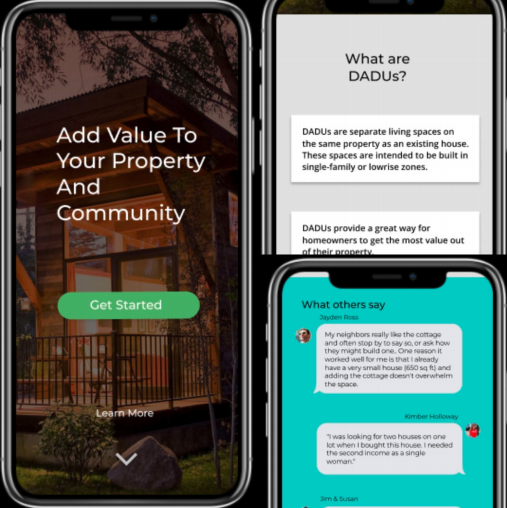 Add Value To
Your Property
And
Community
Get Started
Learn More
What are
DADUs?
DADUs are separate living spaces on
the same property as an existing house.
These spaces are intended to be built in
single-family or lowrise zones.
DADUs provide a great way for
homeowners to get the most value out
of their property.
What others say
Jayden Ross
My neighbors really like the cottage
and often stop by to say so, or ask how
they might build one.. One reason it
worked well for me is that I already
have a very small house (650 sq ft) and
adding the cottage doesn't overwhelm
the space.
Kimber Holloway
"I was looking for two houses on one
lot when I bought this house. I needed
the second income as a single
woman."
Jim & Susan